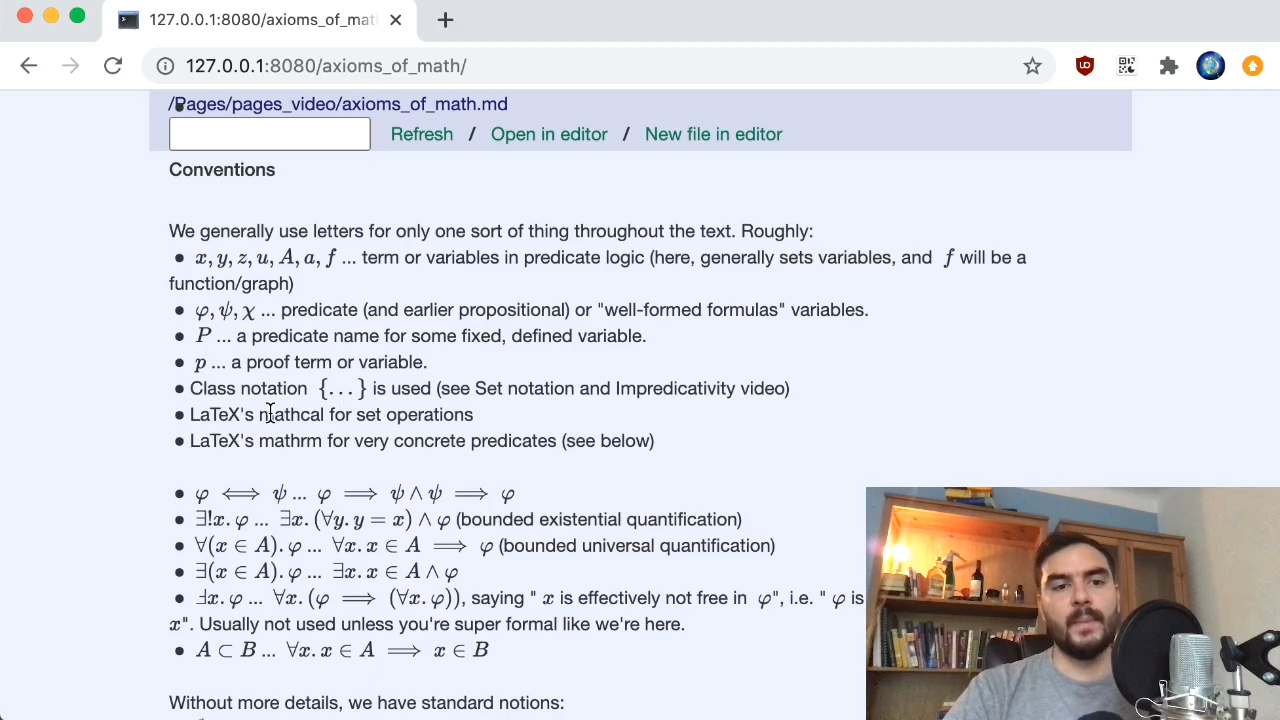 127.0.0.1:8080/axioms_of_mat
127.0.0.1:8080/axioms_of_math/
/Pages/pages_video/axioms_of_math.md
Refresh / Open in editor / New file in editor
Conventions
We generally use letters for only one sort of thing throughout the text. Roughly:
• x, y, z, u, A, a, f ... term or variables in predicate logic (here, generally sets variables, and f will be a
function/graph)
• φ, ψ, χ ... predicate (and earlier propositional) or "well-formed formulas" variables.
• P ... a predicate name for some fixed, defined variable.
• p ... a proof term or variable.
• Class notation {...} is used (see Set notation and Impredicativity video)
• LaTeX's mathcal for set operations
• LaTeX's mathrm for very concrete predicates (see below)
• φ ⟺ ψ ... φ ⟹ ψ ∧ ψ ⟹ φ
• ∃!x. φ ... ∃x. (∀y. y = x) ∧ φ (bounded existential quantification)
• ∀(x ∈ A). φ ... ∀x. x ∈ A ⟹ φ (bounded universal quantification)
• ∃(x ∈ A). φ ... ∃x. x ∈ A ∧ φ
• Ⅎx. φ ... ∀x. (φ ⟹ (∀x. φ)), saying " x is effectively not free in φ", i.e. " φ is
x". Usually not used unless you're super formal like we're here.
• A ⊂ B ... ∀x. x ∈ A ⟹ x ∈ B
Without more details, we have standard notions: